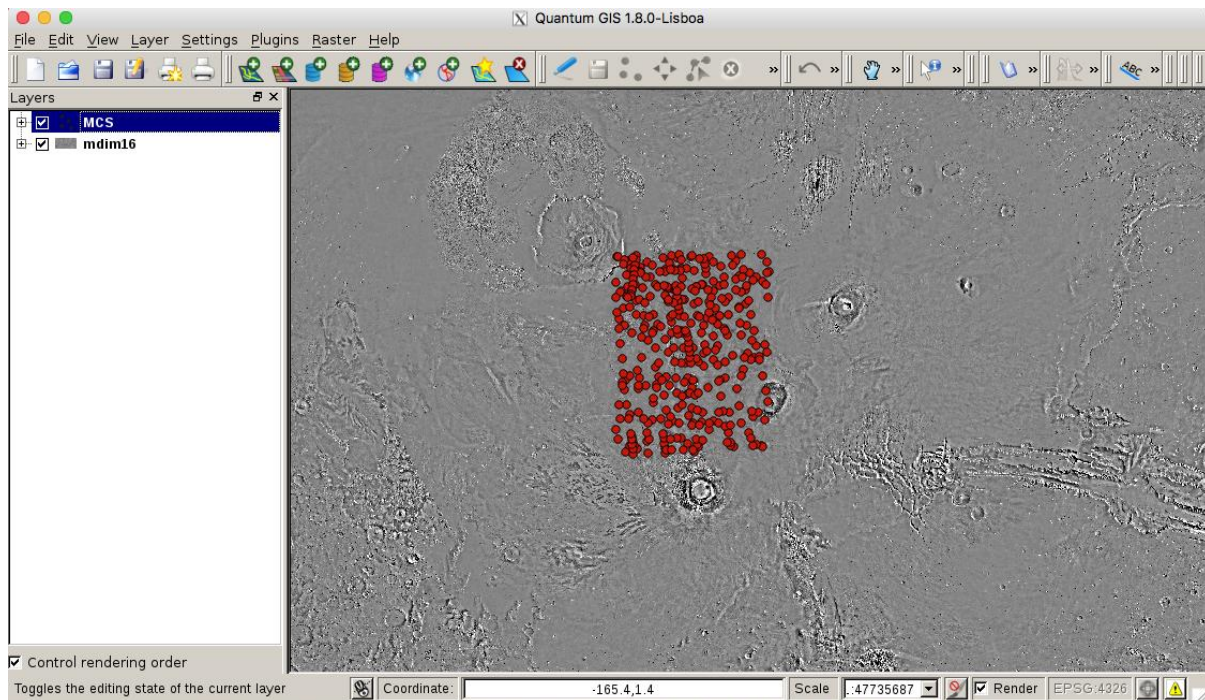 Quantum GIS 1.8.0-Lisboa
File Edit View Layer Settings Plugins Raster Help
ABC
Layers
MCS
mdim16
Control rendering order
Toggles the editing state of the current layer Coordinate: -165.4,1.4 Scale .:47735687 Render EPSG:4326